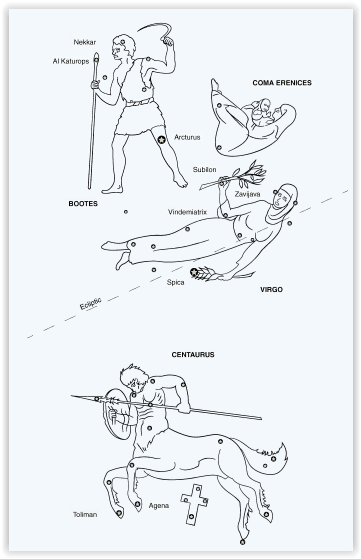 Nekkar
Al Katurops
COMA ERENICES
Arcturus
Subilon
Zavijava
BOOTES
Vindemiatrix
Spica
VIRGO
Ecliptic
CENTAURUS
Toliman
Agena